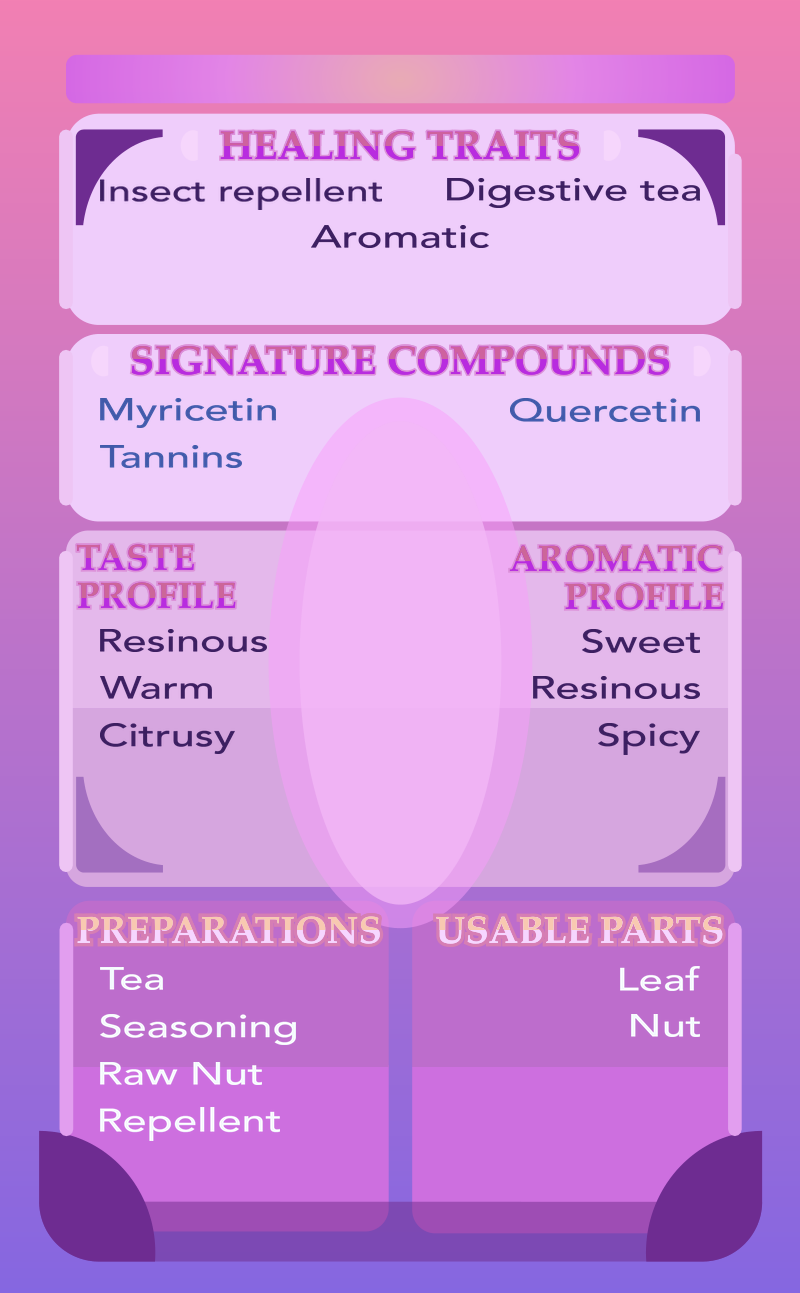 HEALING TRAITS
Insect repellent Digestive tea
Aromatic
SIGNATURE COMPOUNDS
Myricetin Quercetin
Tannins
TASTE
PROFILE
Resinous
Warm
Citrusy
AROMATIC
PROFILE
Sweet
Resinous
Spicy
PREPARATIONS
Tea
Seasoning
Raw Nut
Repellent
USABLE PARTS
Leaf
Nut